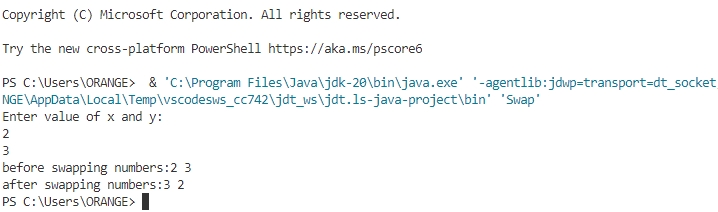 Copyright (C) Microsoft Corporation. All rights reserved.
Try the new cross-platform PowerShell https://aka.ms/pscore6
PS C:\Users\ORANGE>  & 'C:\Program Files\Java\jdk-20\bin\java.exe' '-agentlib:jdwp=transport=dt_socket
NGE\AppData\Local\Temp\vscodesws_cc742\jdt_ws\jdt.ls-java-project\bin' 'Swap'
Enter value of x and y:
2
3
before swapping numbers:2 3
after swapping numbers:3 2
PS C:\Users\ORANGE>